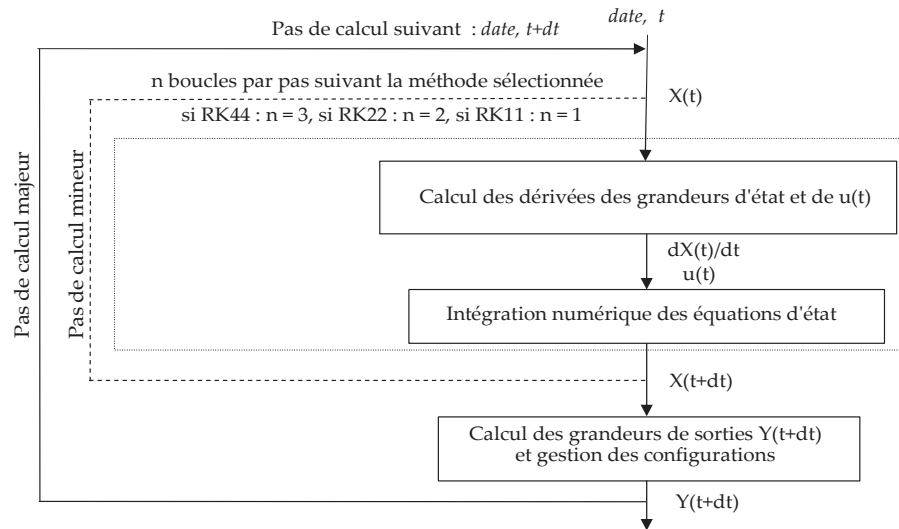 date, t
Pas de calcul suivant : date, t+dt
n boucles par pas suivant la méthode sélectionnée
X(t)
si RK44 : n = 3, si RK22 : n = 2, si RK11 : n = 1
Pas de calcul majeur
Pas de calcul mineur
Calcul des dérivées des grandeurs d'état et de u(t)
dX(t)/dt
u(t)
Intégration numérique des équations d'état
X(t+dt)
Calcul des grandeurs de sorties Y(t+dt)
et gestion des configurations
Y(t+dt)